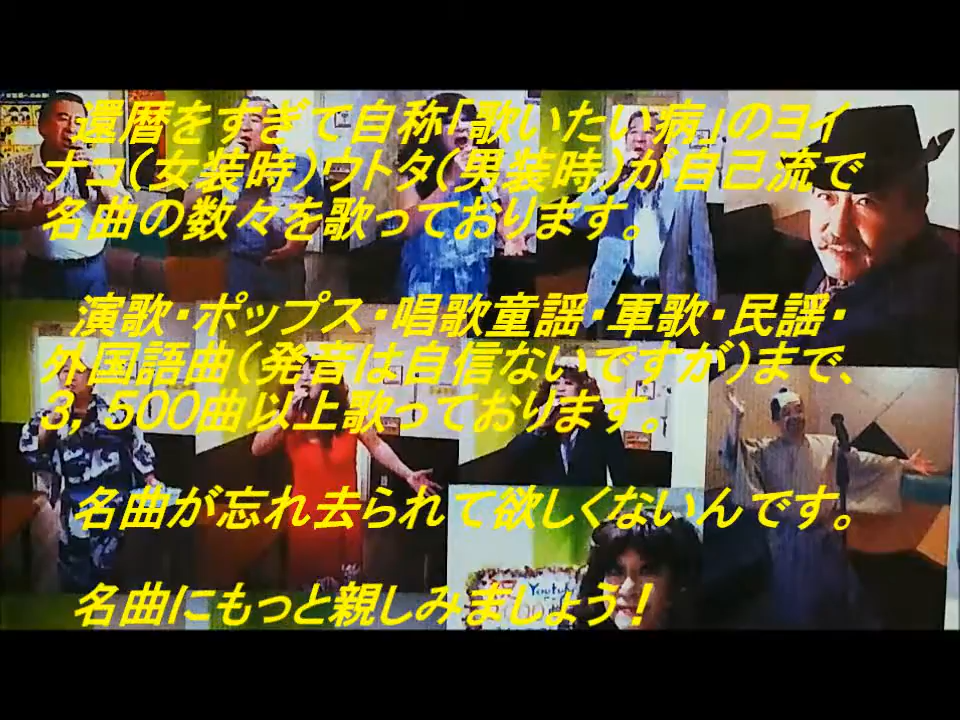 還暦をすぎて自称「歌いたい病」のヨイ
ナコ（女装時）ウトタ（男装時）が自己流で
名曲の数々を歌っております。
演歌・ポップス・唱歌童謡・軍歌・民謡・
外国語曲（発音は自信ないですが）まで、
３，５００曲以上歌っております。
名曲が忘れ去られて欲しくないんです。
名曲にもっと親しみましょう！